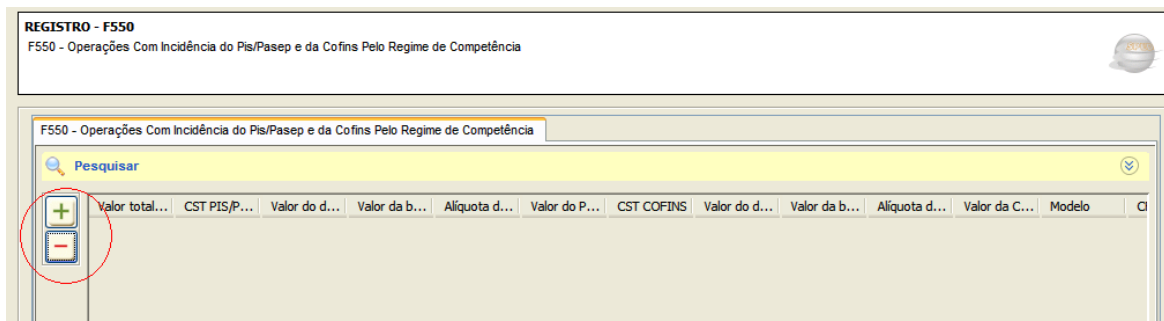 REGISTRO - F550
F550 - Operações Com Incidência do Pis/Pasep e da Cofins Pelo Regime de Competência
F550 - Operações Com Incidência do Pis/Pasep e da Cofins Pelo Regime de Competência
Pesquisar
Valor total... CST PIS/P... Valor do d... Valor da b... Alíquota d... Valor do P... CST COFINS Valor do d... Valor da b... Alíquota d... Valor da C... Modelo